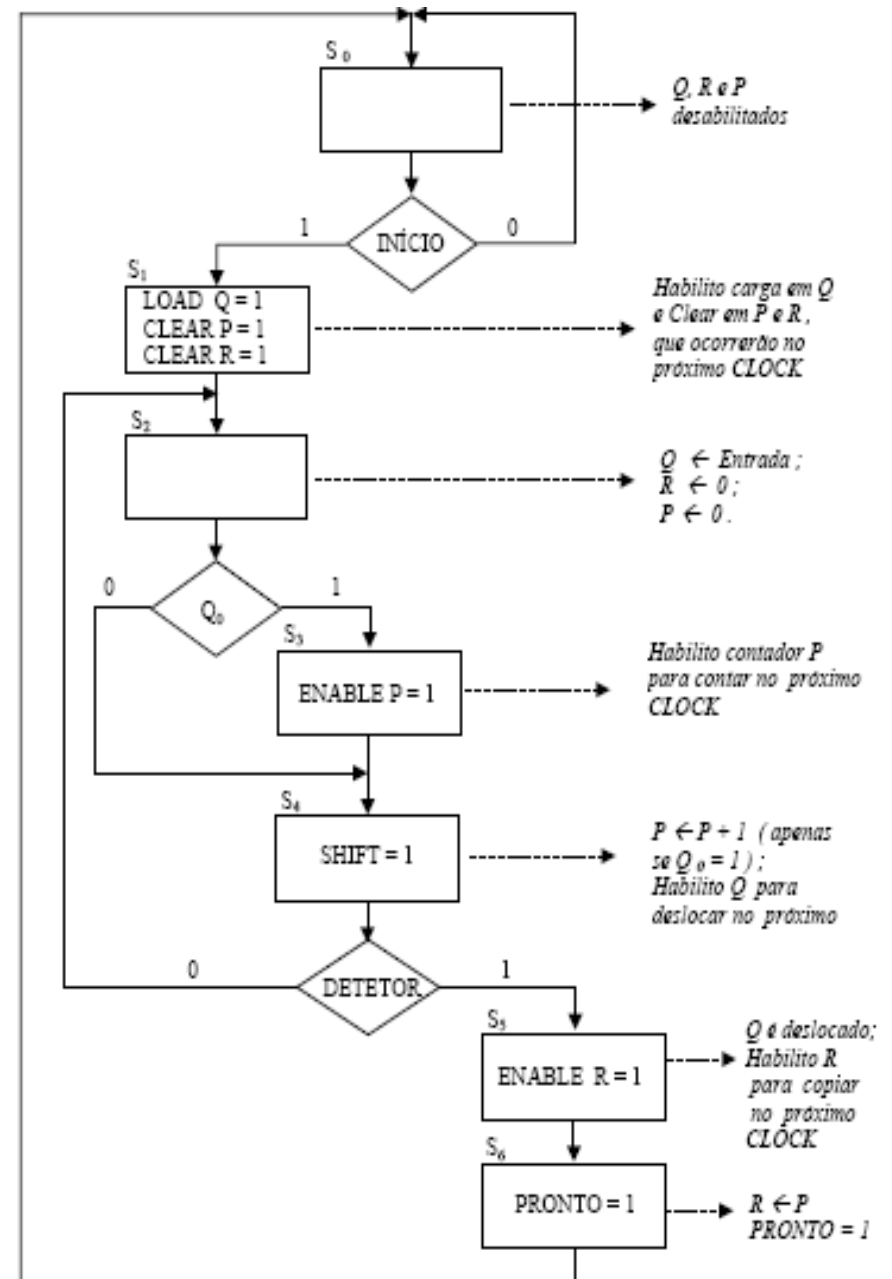 S₀
Q, R e P
desabilitados
INÍCIO
1
0
S₁
LOAD Q = 1
CLEAR P = 1
CLEAR R = 1
Habilito carga em Q
e Clear em P e R,
que ocorrerão no
próximo CLOCK
S₂
Q ← Entrada ;
R ← 0 ;
P ← 0 .
0
1
Q₀
S₃
ENABLE P = 1
Habilito contador P
para contar no próximo
CLOCK
S₄
SHIFT = 1
P ← P + 1 ( apenas
se Q₀ = 1 ) ;
Habilito Q para
deslocar no próximo
0
1
DETETOR
S₅
ENABLE R = 1
Q é deslocado;
Habilito R
para copiar
no próximo
CLOCK
S₆
PRONTO = 1
R ← P
PRONTO = 1